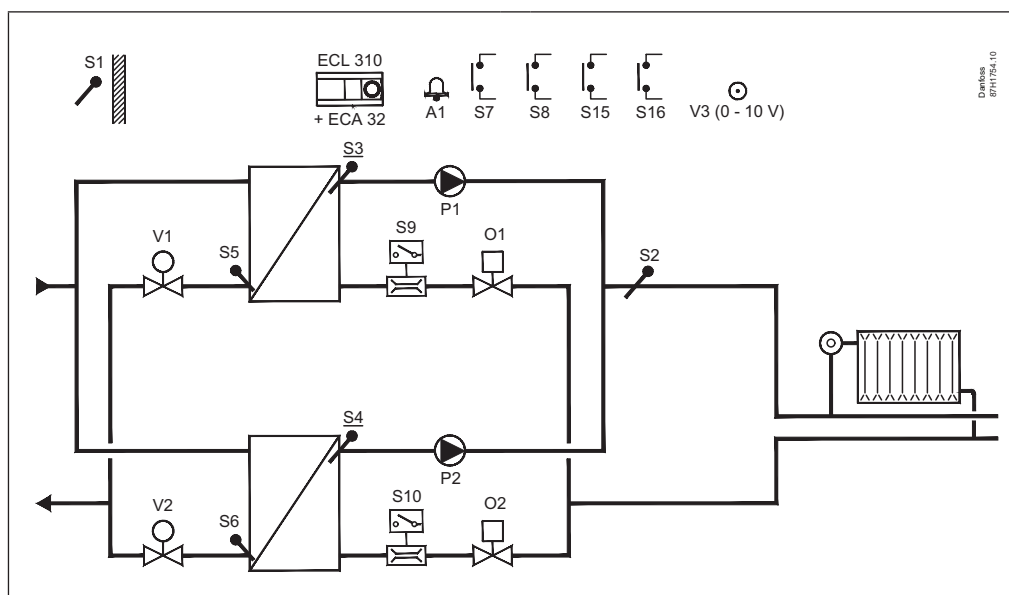 S1
ECL 310
+ ECA 32
A1
S7
S8
S15
S16
V3 (0 - 10 V)
Danfoss
87H1754.10
S3
P1
V1
S5
S9
O1
S2
S4
P2
V2
S6
S10
O2